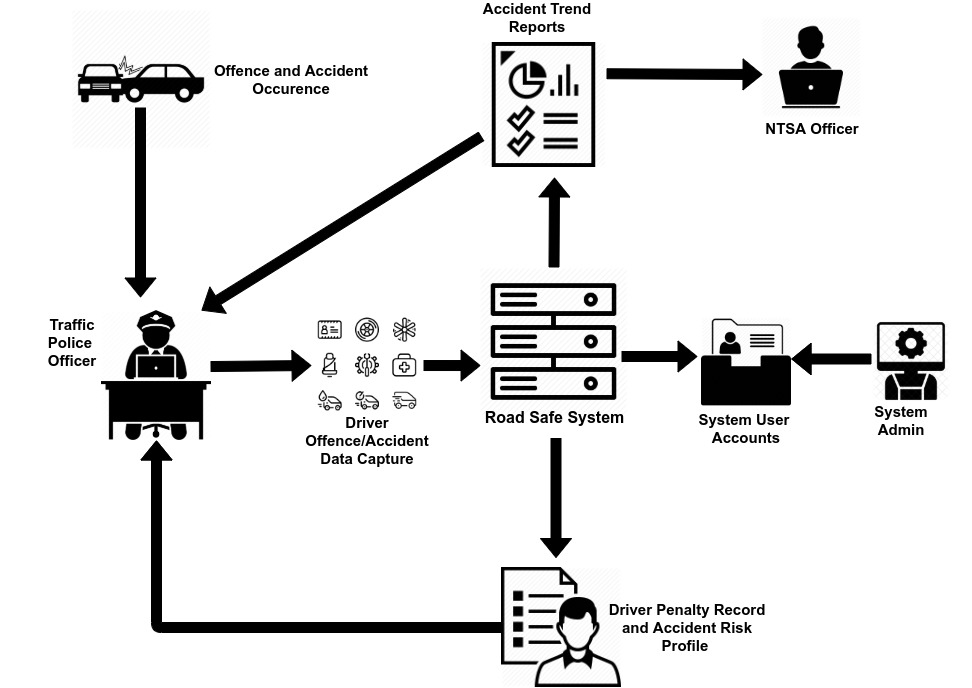 Accident Trend
Reports
Offence and Accident
Occurence
NTSA Officer
Traffic
Police
Officer
Driver
Offence/Accident
Data Capture
Road Safe System
System User
Accounts
System
Admin
Driver Penalty Record
and Accident Risk
Profile